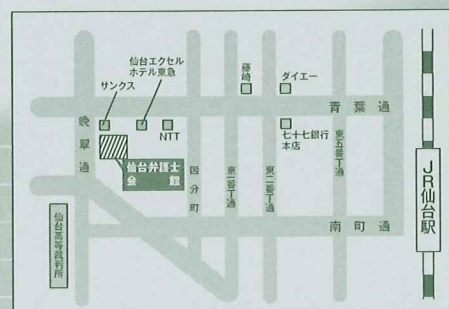 仙台エクセル
ホテル東急
サンクス
藤崎
ダイエー
青葉通
晩翠通
NTT
七十七銀行
本店
仙台弁護士
会館
国分町
東一番丁通
東二番丁通
東五番丁通
南町通
仙台高等裁判所
JR仙台駅